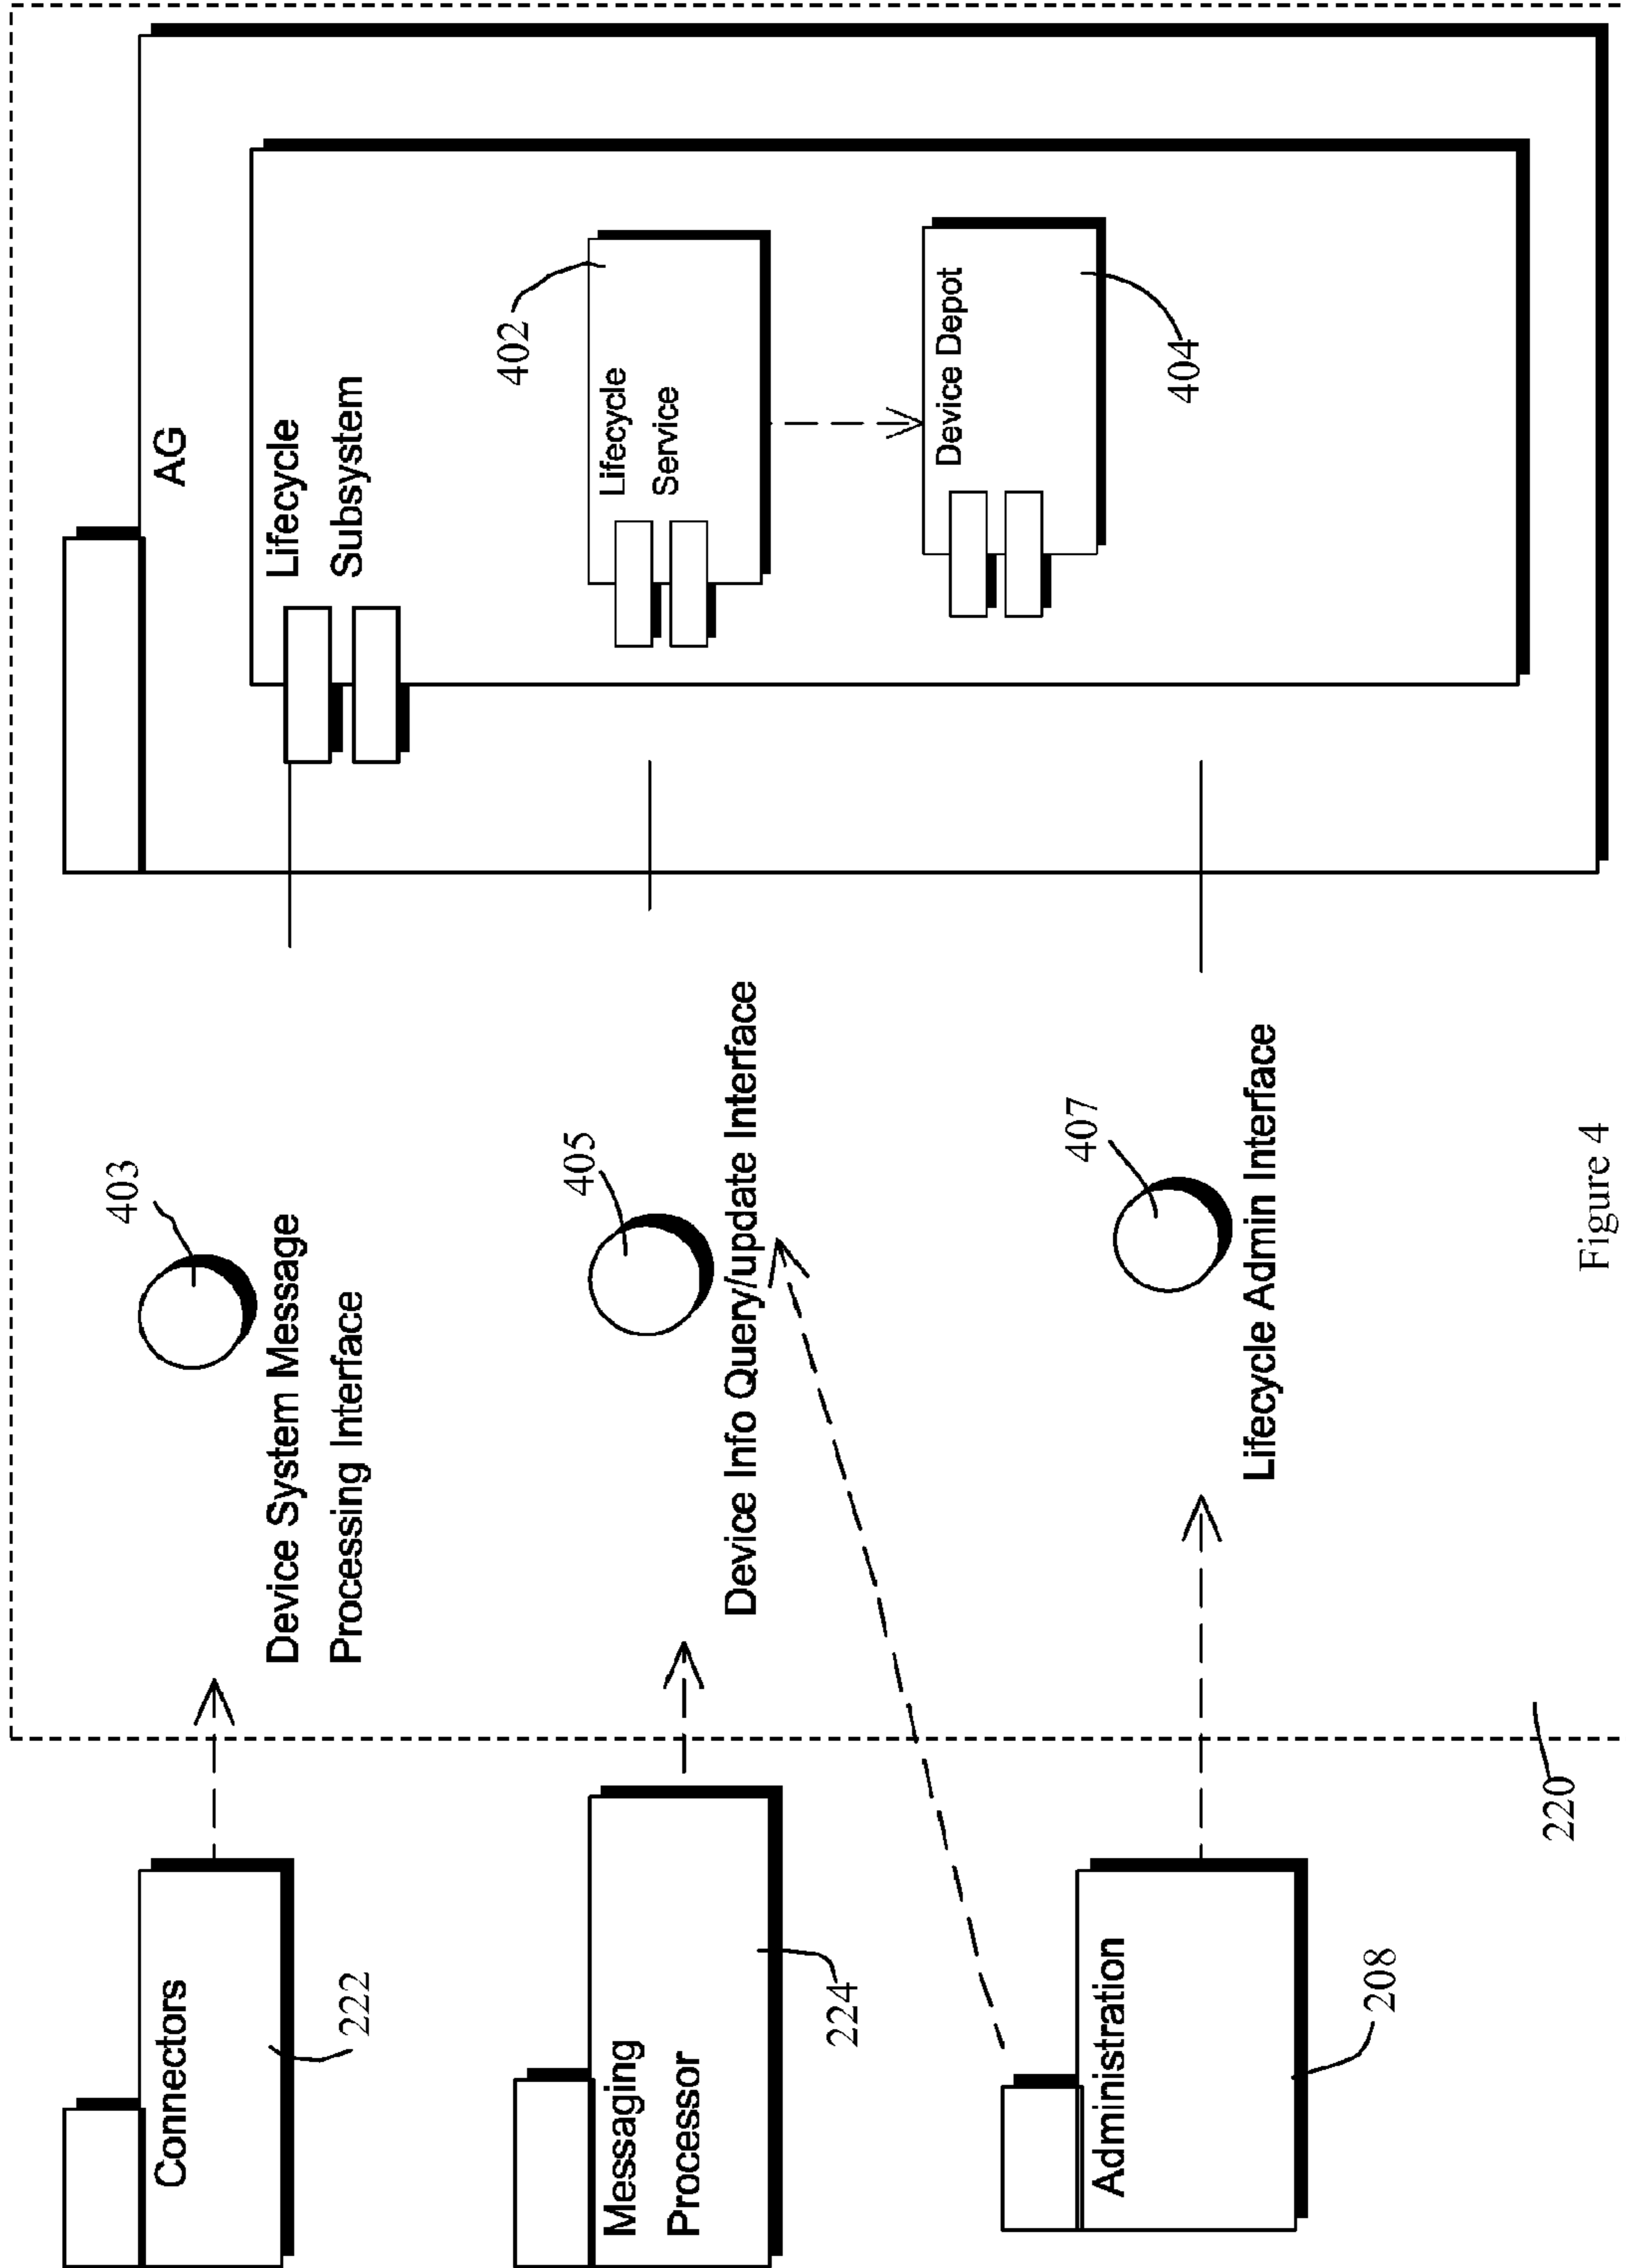 AG
Lifecycle
Subsystem
Lifecycle
Service
402
Device Depot
404
403
Device System Message
Processing Interface
405
Device Info Query/update Interface
407
Lifecycle Admin Interface
Connectors
222
Messaging
Processor
224
Administration
208
220
Figure 4